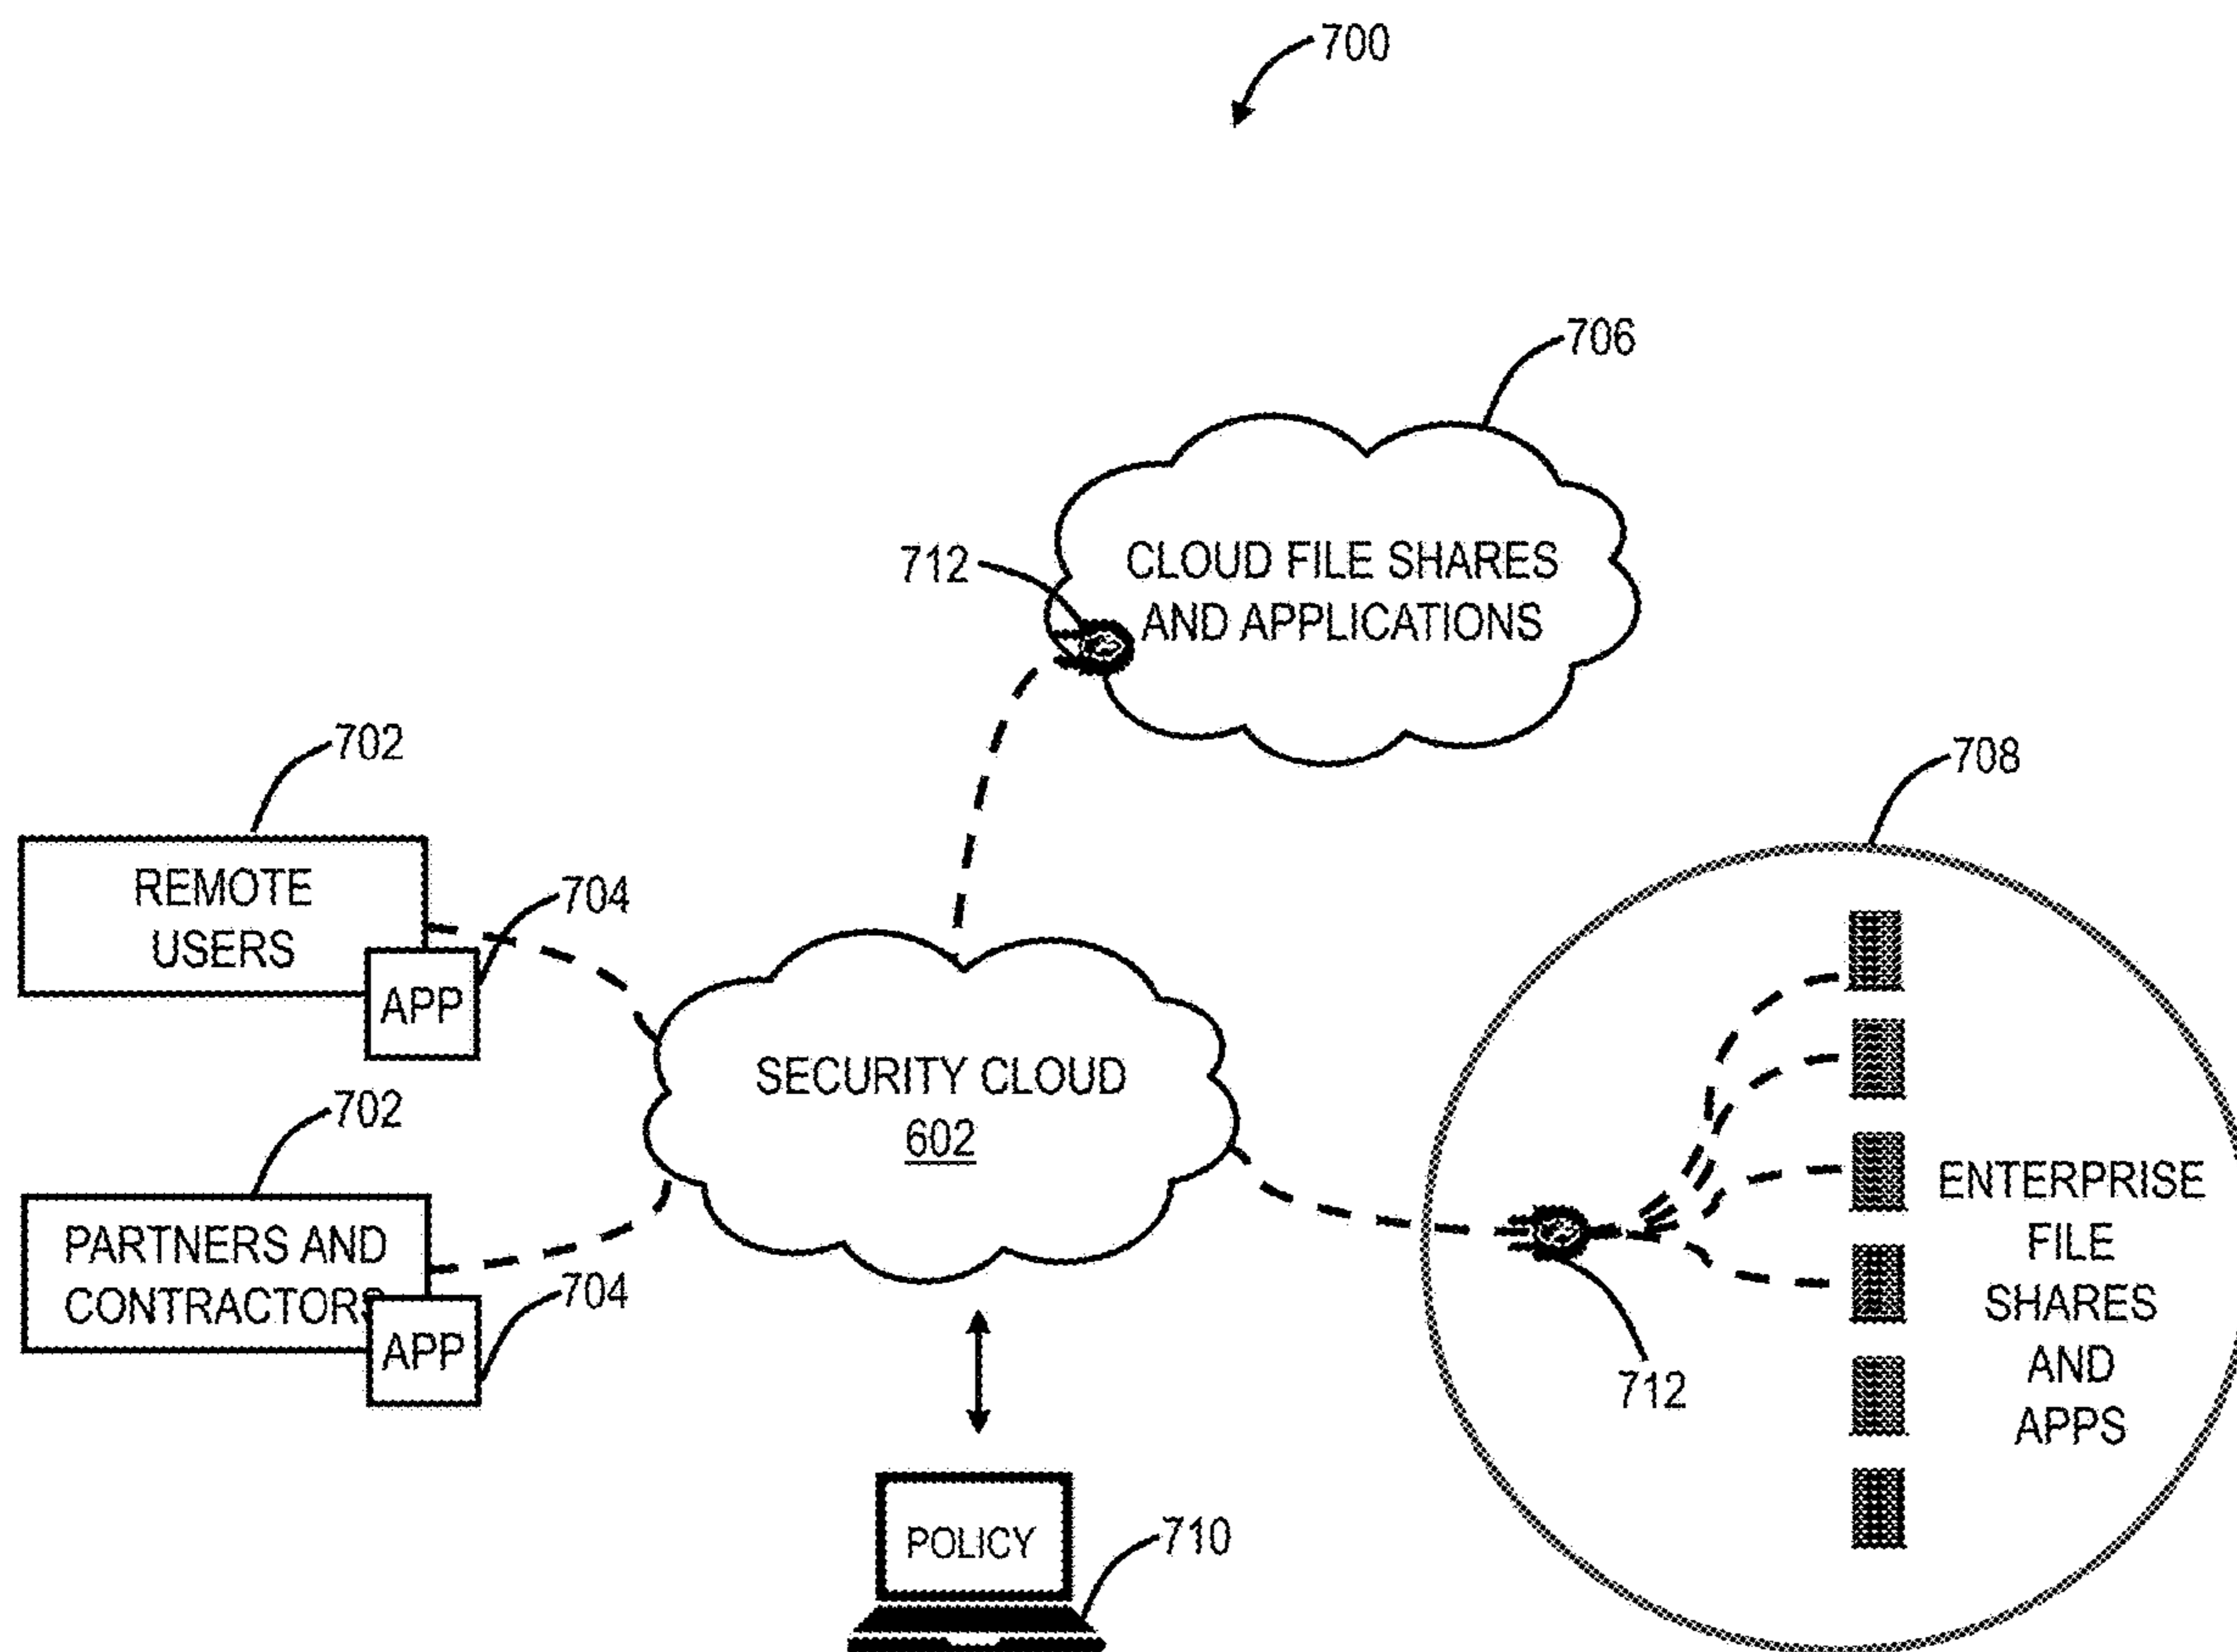 700
706
712
CLOUD FILE SHARES
AND APPLICATIONS
702
708
REMOTE
USERS
704
APP
SECURITY CLOUD
602
702
PARTNERS AND
CONTRACTORS
704
APP
ENTERPRISE
FILE
SHARES
AND
APPS
712
POLICY
710